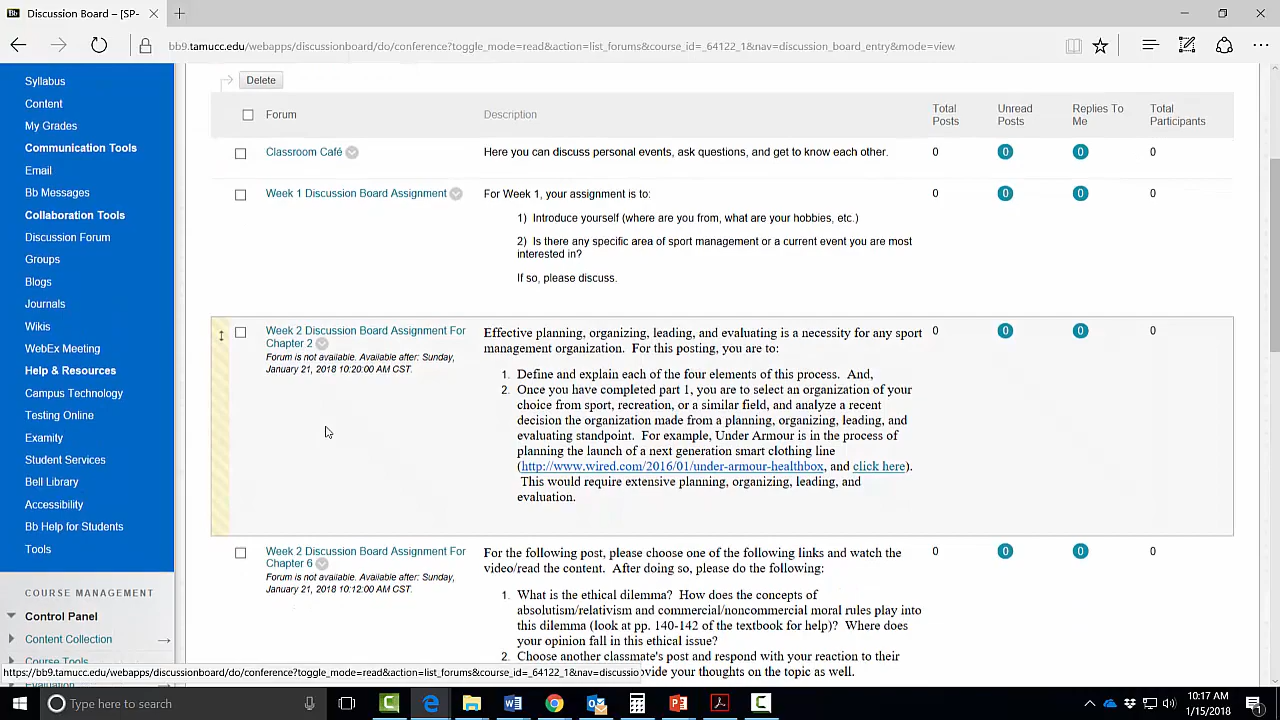 Discussion Board – [SP-
bb9.tamucc.edu/webapps/discussionboard/do/conference?toggle_mode=read&action=list_forums&course_id=_64122_1&nav=discussion_board_entry&mode=view
Syllabus
Content
My Grades
Communication Tools
Email
Bb Messages
Collaboration Tools
Discussion Forum
Groups
Blogs
Journals
Wikis
WebEx Meeting
Help & Resources
Campus Technology
Testing Online
Examity
Student Services
Bell Library
Accessibility
Bb Help for Students
Tools
COURSE MANAGEMENT
Control Panel
Content Collection
Course Tools
Evaluation
Delete
Forum
Description
Total Posts
Unread Posts
Replies To Me
Total Participants
Classroom Café
Here you can discuss personal events, ask questions, and get to know each other.
0 0 0 0
Week 1 Discussion Board Assignment
For Week 1, your assignment is to:
1) Introduce yourself (where are you from, what are your hobbies, etc.)
2) Is there any specific area of sport management or a current event you are most
interested in?
If so, please discuss.
0 0 0 0
Week 2 Discussion Board Assignment For
Chapter 2
Forum is not available. Available after: Sunday,
January 21, 2018 10:20:00 AM CST.
Effective planning, organizing, leading, and evaluating is a necessity for any sport
management organization. For this posting, you are to:
1. Define and explain each of the four elements of this process. And,
2. Once you have completed part 1, you are to select an organization of your
choice from sport, recreation, or a similar field, and analyze a recent
decision the organization made from a planning, organizing, leading, and
evaluating standpoint. For example, Under Armour is in the process of
planning the launch of a next generation smart clothing line
(http://www.wired.com/2016/01/under-armour-healthbox, and click here).
This would require extensive planning, organizing, leading, and
evaluation.
0 0 0 0
Week 2 Discussion Board Assignment For
Chapter 6
Forum is not available. Available after: Sunday,
January 21, 2018 10:12:00 AM CST.
For the following post, please choose one of the following links and watch the
video/read the content. After doing so, please do the following:
1. What is the ethical dilemma? How does the concepts of
absolutism/relativism and commercial/noncommercial moral rules play into
this dilemma (look at pp. 140-142 of the textbook for help)? Where does
your opinion fall in this ethical issue?
2. Choose another classmate's post and respond with your reaction to their
your thoughts on the topic as well.
0 0 0 0
https://bb9.tamucc.edu/webapps/discussionboard/do/conference?toggle_mode=read&action=list_forums&course_id=_64122_1&nav=discussio
Type here to search
10:17 AM
1/15/2018